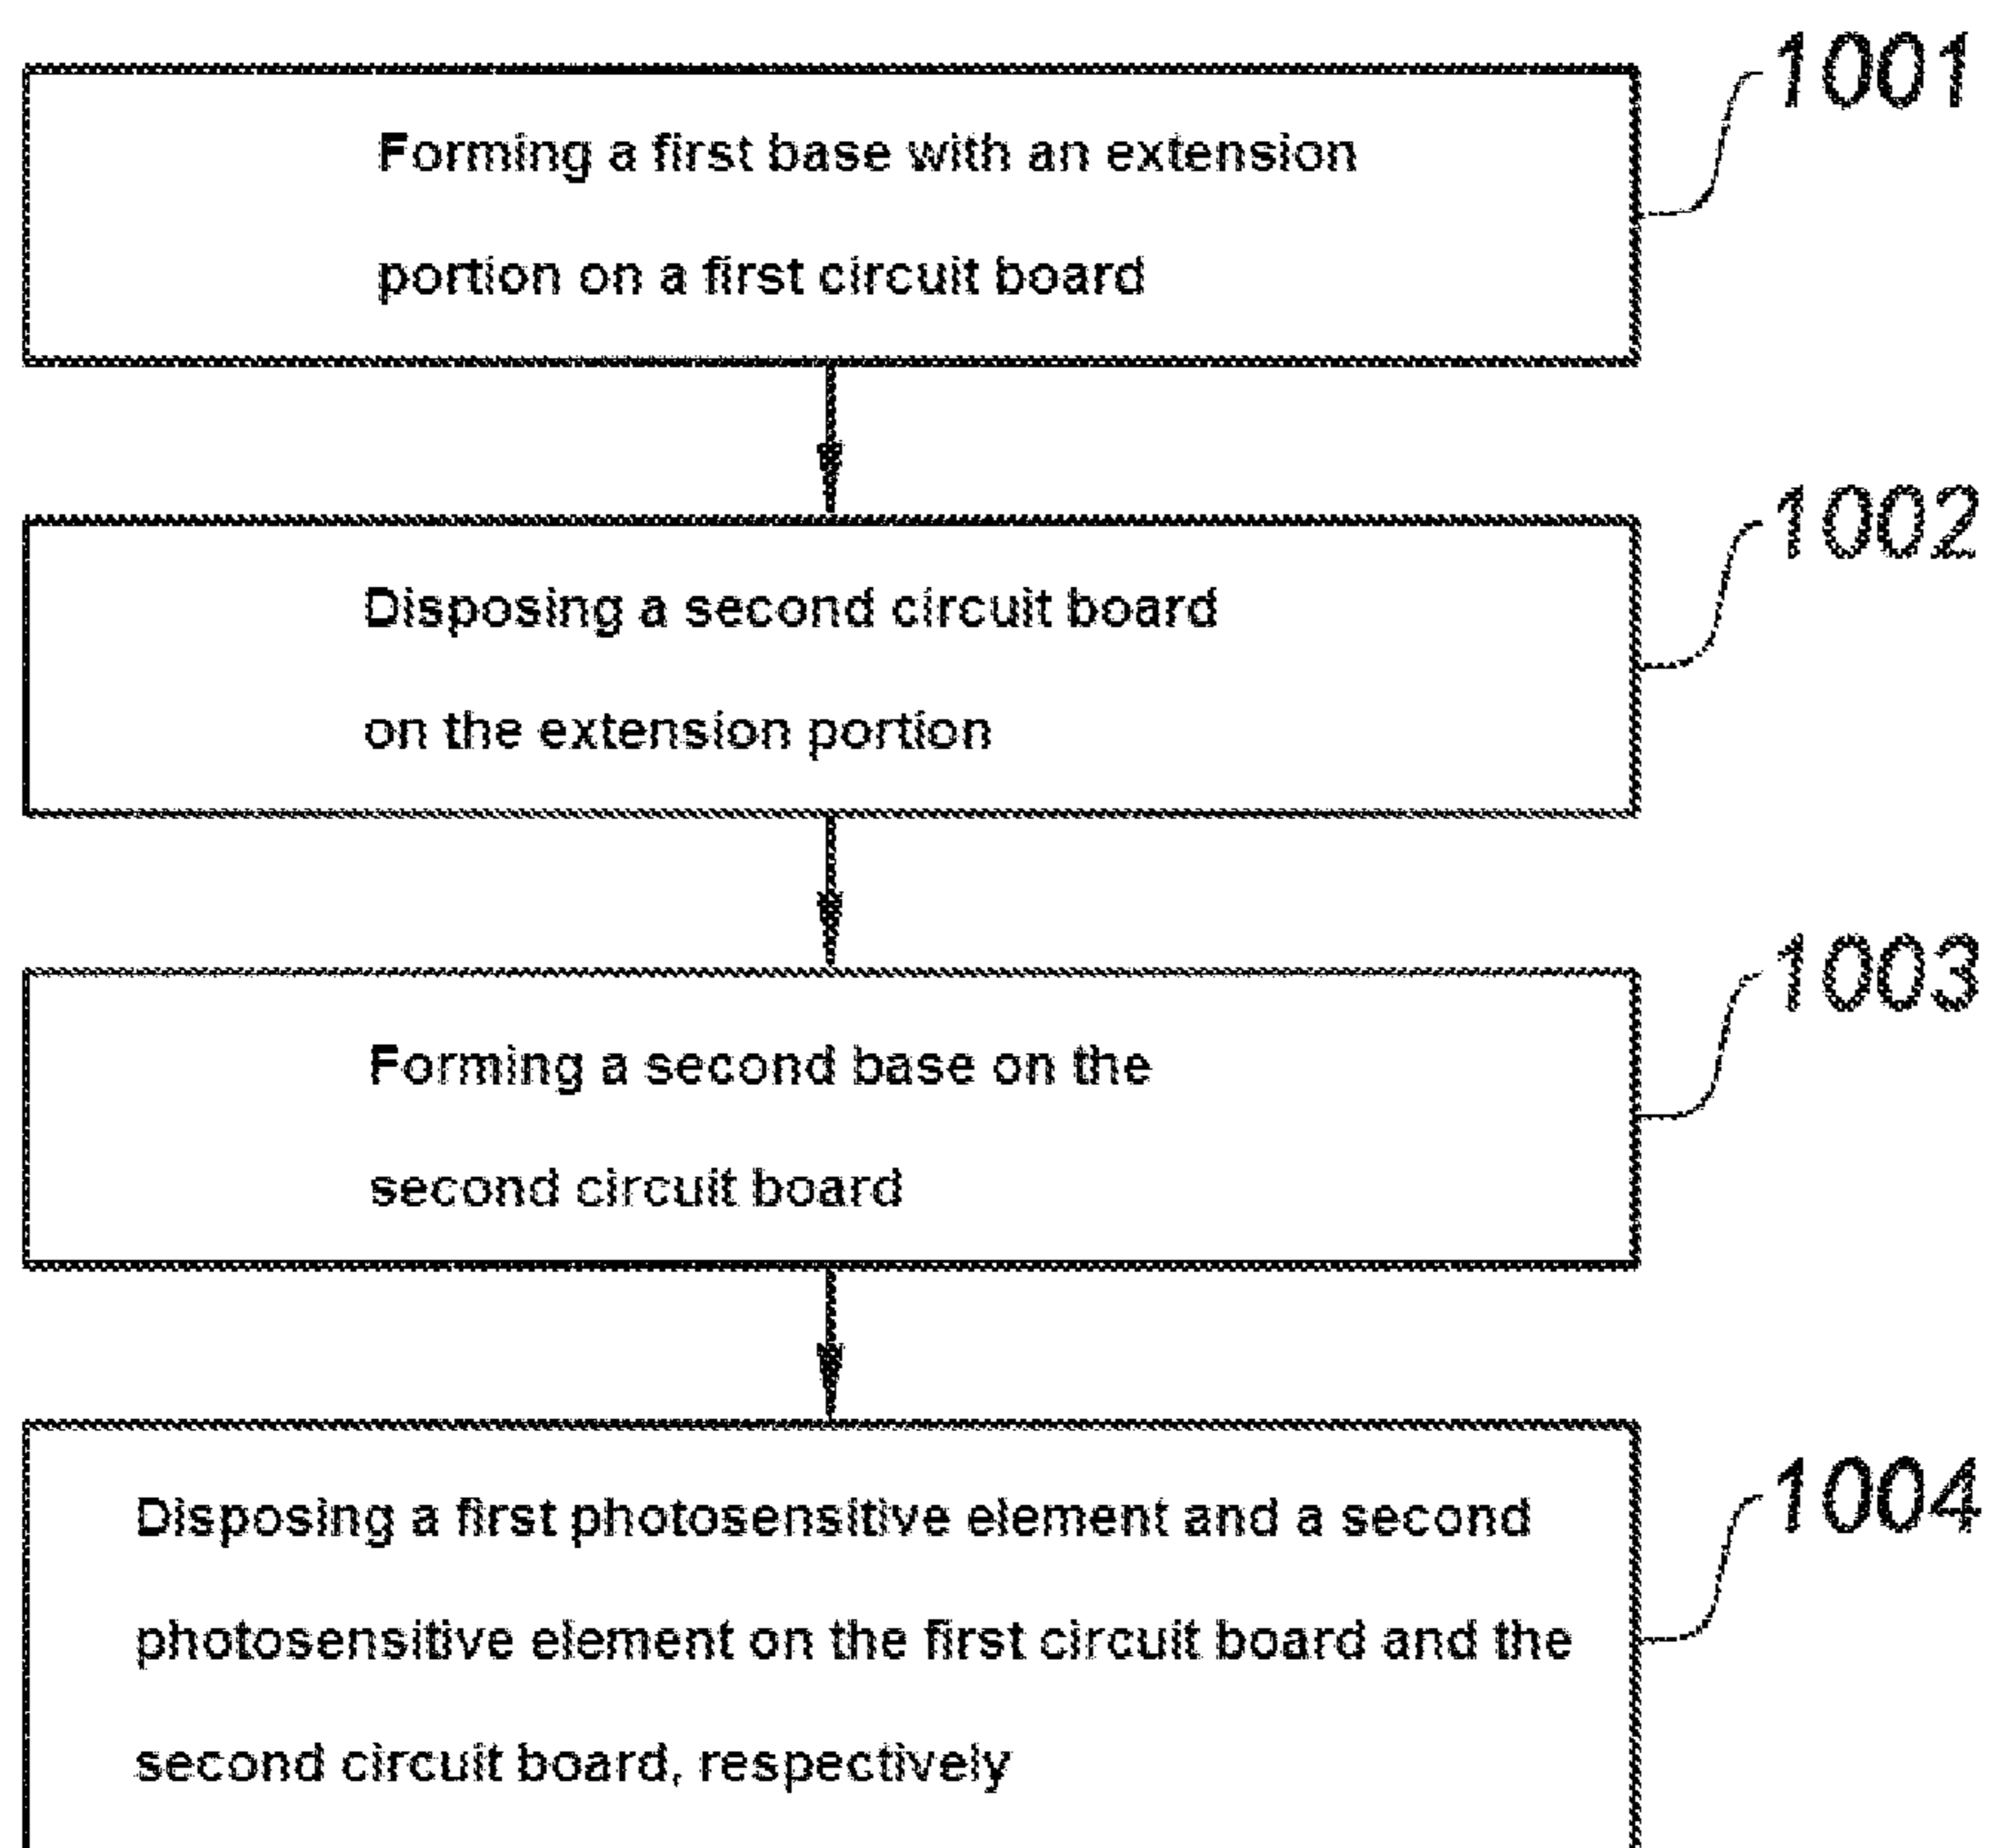 1001
Forming a first base with an extension
portion on a first circuit board
1002
Disposing a second circuit board
on the extension portion
1003
Forming a second base on the
second circuit board
1004
Disposing a first photosensitive element and a second
photosensitive element on the first circuit board and the
second circuit board, respectively